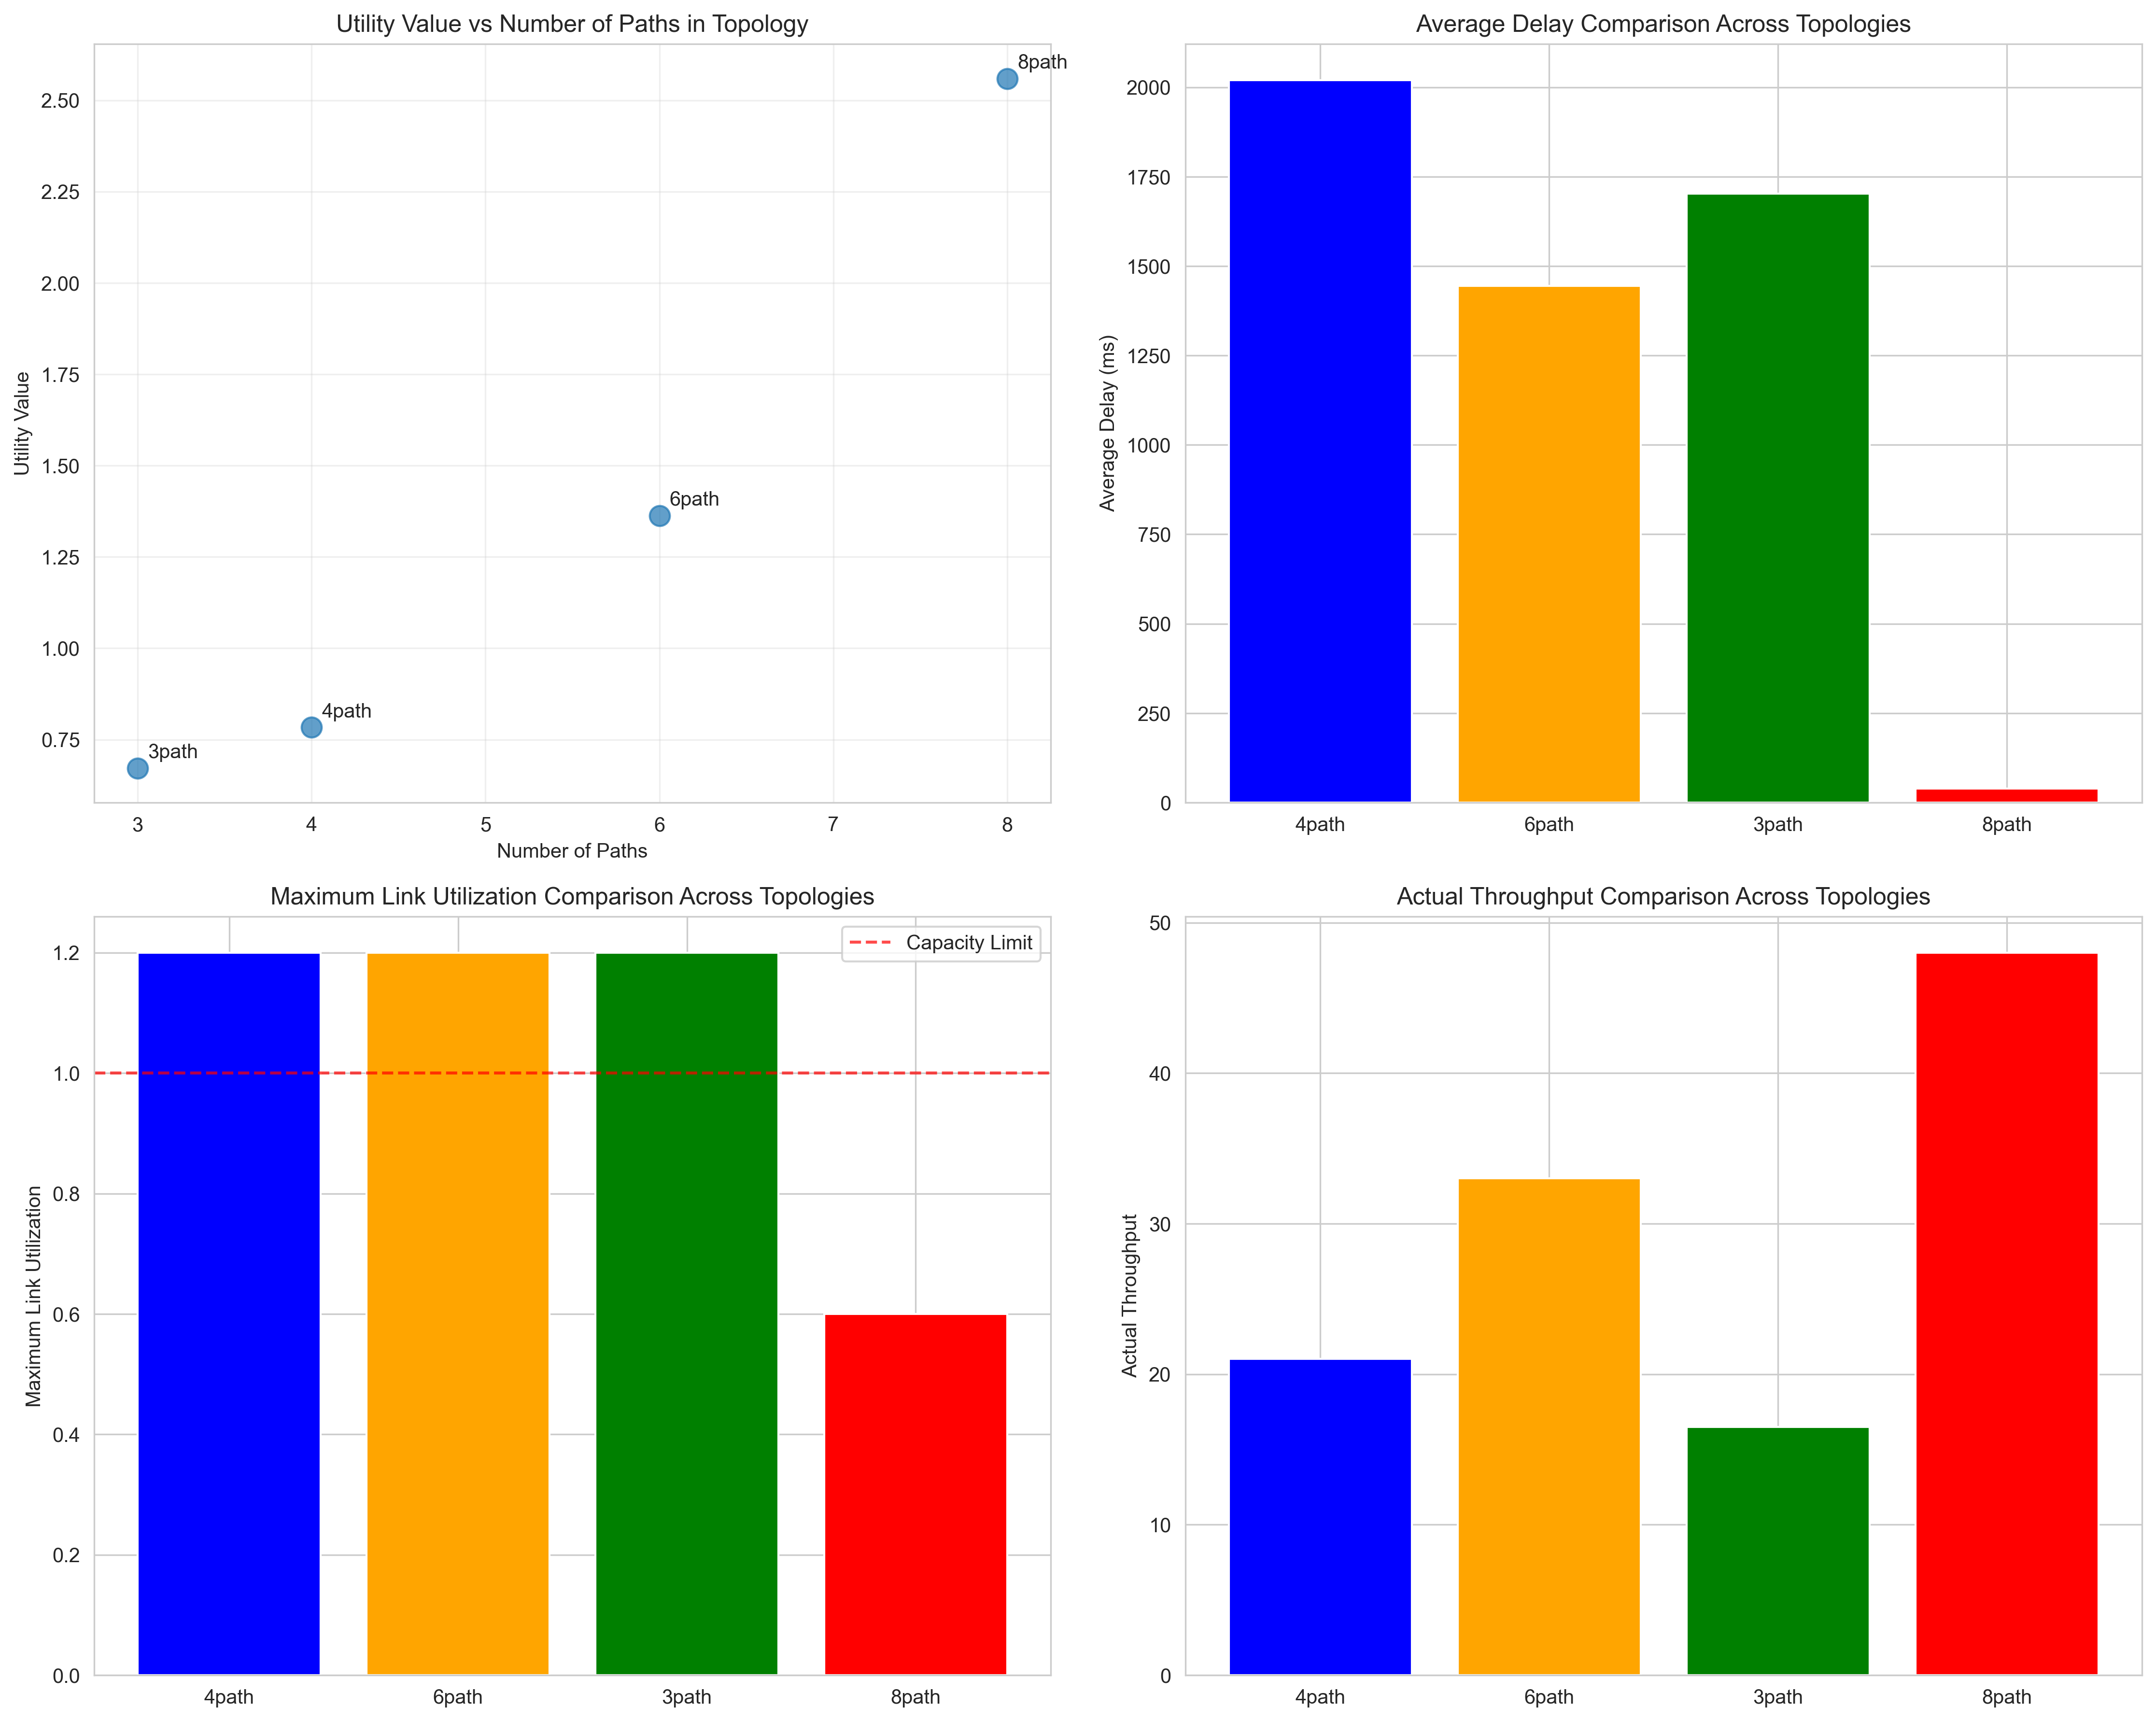 Utility Value vs Number of Paths in Topology
2.50
2.25
2.00
1.75
1.50
1.25
1.00
0.75
Utility Value
8path
6path
4path
3path
3 4 5 6 7 8
Number of Paths
Average Delay Comparison Across Topologies
2000
1750
1500
1250
1000
750
500
250
0
Average Delay (ms)
4path 6path 3path 8path
Maximum Link Utilization Comparison Across Topologies
Capacity Limit
1.2
1.0
0.8
0.6
0.4
0.2
0.0
Maximum Link Utilization
4path 6path 3path 8path
Actual Throughput Comparison Across Topologies
50
40
30
20
10
0
Actual Throughput
4path 6path 3path 8path